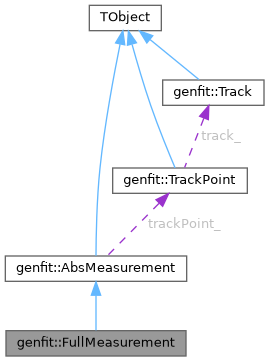 TObject
genfit::Track
track_
genfit::TrackPoint
trackPoint_
genfit::AbsMeasurement
genfit::FullMeasurement